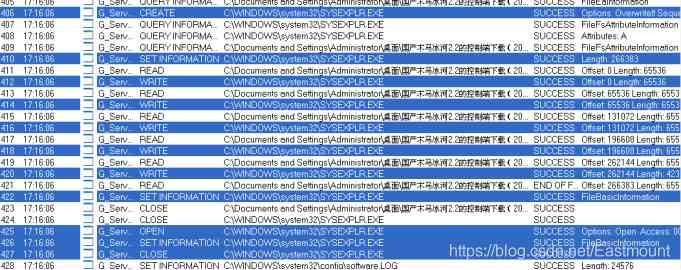 405 17:16:06 G_Serv... QUERY INFORMA... C:\Documents and Settings\Administrator\桌面\国产木马冰河2.2的控制端下载(20... SUCCESS FileEaInformation
406 17:16:06 G_Serv... CREATE C:\WINDOWS\system32\SYSEXPLR.EXE SUCCESS Options: OverwriteIf Seque
407 17:16:06 G_Serv... QUERY INFORMA... C:\WINDOWS\system32\SYSEXPLR.EXE SUCCESS FileFsAttributeInformation
408 17:16:06 G_Serv... QUERY INFORMA... C:\WINDOWS\system32\SYSEXPLR.EXE SUCCESS Attributes: A
409 17:16:06 G_Serv... QUERY INFORMA... C:\Documents and Settings\Administrator\桌面\国产木马冰河2.2的控制端下载(20... SUCCESS FileFsAttributeInformation
410 17:16:06 G_Serv... SET INFORMATION C:\WINDOWS\system32\SYSEXPLR.EXE SUCCESS Length: 266383
411 17:16:06 G_Serv... READ C:\Documents and Settings\Administrator\桌面\国产木马冰河2.2的控制端下载(20... SUCCESS Offset: 0 Length: 65536
412 17:16:06 G_Serv... WRITE C:\WINDOWS\system32\SYSEXPLR.EXE SUCCESS Offset: 0 Length: 65536
413 17:16:06 G_Serv... READ C:\Documents and Settings\Administrator\桌面\国产木马冰河2.2的控制端下载(20... SUCCESS Offset: 65536 Length: 6553
414 17:16:06 G_Serv... WRITE C:\WINDOWS\system32\SYSEXPLR.EXE SUCCESS Offset: 65536 Length: 6553
415 17:16:06 G_Serv... READ C:\Documents and Settings\Administrator\桌面\国产木马冰河2.2的控制端下载(20... SUCCESS Offset: 131072 Length: 655
416 17:16:06 G_Serv... WRITE C:\WINDOWS\system32\SYSEXPLR.EXE SUCCESS Offset: 131072 Length: 655
417 17:16:06 G_Serv... READ C:\Documents and Settings\Administrator\桌面\国产木马冰河2.2的控制端下载(20... SUCCESS Offset: 196608 Length: 655
418 17:16:06 G_Serv... WRITE C:\WINDOWS\system32\SYSEXPLR.EXE SUCCESS Offset: 196608 Length: 655
419 17:16:06 G_Serv... READ C:\Documents and Settings\Administrator\桌面\国产木马冰河2.2的控制端下载(20... SUCCESS Offset: 262144 Length: 655
420 17:16:06 G_Serv... WRITE C:\WINDOWS\system32\SYSEXPLR.EXE SUCCESS Offset: 262144 Length: 423
421 17:16:06 G_Serv... READ C:\Documents and Settings\Administrator\桌面\国产木马冰河2.2的控制端下载(20... END OF F... Offset: 266383 Length: 655
422 17:16:06 G_Serv... SET INFORMATION C:\WINDOWS\system32\SYSEXPLR.EXE SUCCESS FileBasicInformation
423 17:16:06 G_Serv... CLOSE C:\Documents and Settings\Administrator\桌面\国产木马冰河2.2的控制端下载(20... SUCCESS
424 17:16:06 G_Serv... CLOSE C:\WINDOWS\system32\SYSEXPLR.EXE SUCCESS
425 17:16:06 G_Serv... OPEN C:\WINDOWS\system32\SYSEXPLR.EXE SUCCESS Options: Open Access: 00
426 17:16:06 G_Serv... SET INFORMATION C:\WINDOWS\system32\SYSEXPLR.EXE SUCCESS FileBasicInformation
427 17:16:06 G_Serv... CLOSE C:\WINDOWS\system32\SYSEXPLR.EXE SUCCESS
428 17:16:06 G_Serv... SET INFORMATION C:\WINDOWS\system32\config\software.LOG SUCCESS Length: 24576
https://blog.csdn.net/Eastmount